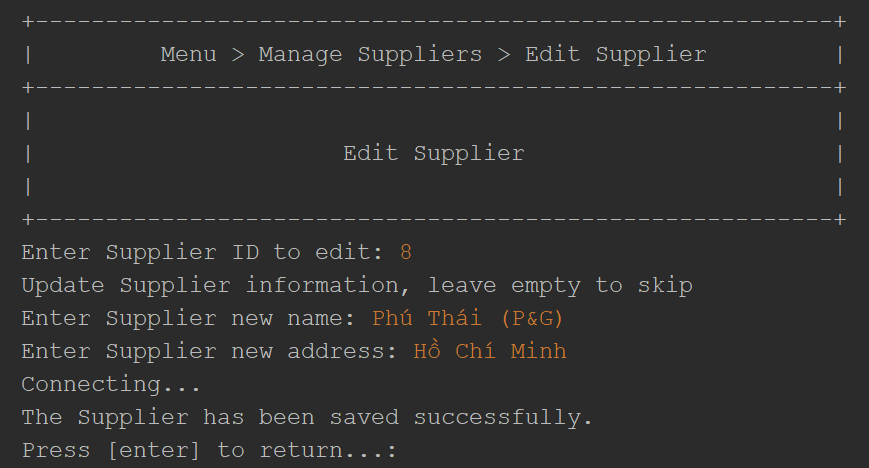 Menu > Manage Suppliers > Edit Supplier
Edit Supplier
Enter Supplier ID to edit: 8
Update Supplier information, leave empty to skip
Enter Supplier new name: Phú Thái (P&G)
Enter Supplier new address: Hồ Chí Minh
Connecting...
The Supplier has been saved successfully.
Press [enter] to return...: